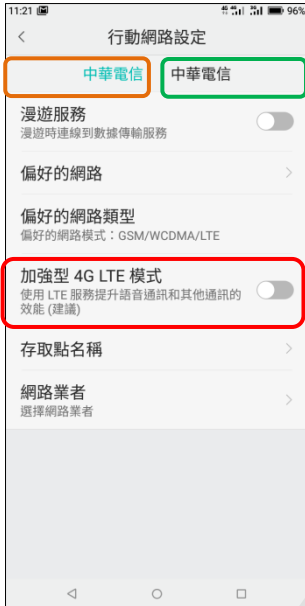 11:21 96%
行動網路設定
中華電信 中華電信
漫遊服務
漫遊時連線到數據傳輸服務
偏好的網路
偏好的網路類型
偏好的網路模式：GSM/WCDMA/LTE
加強型 4G LTE 模式
使用 LTE 服務提升語音通訊和其他通訊的
效能 (建議)
存取點名稱
網路業者
選擇網路業者